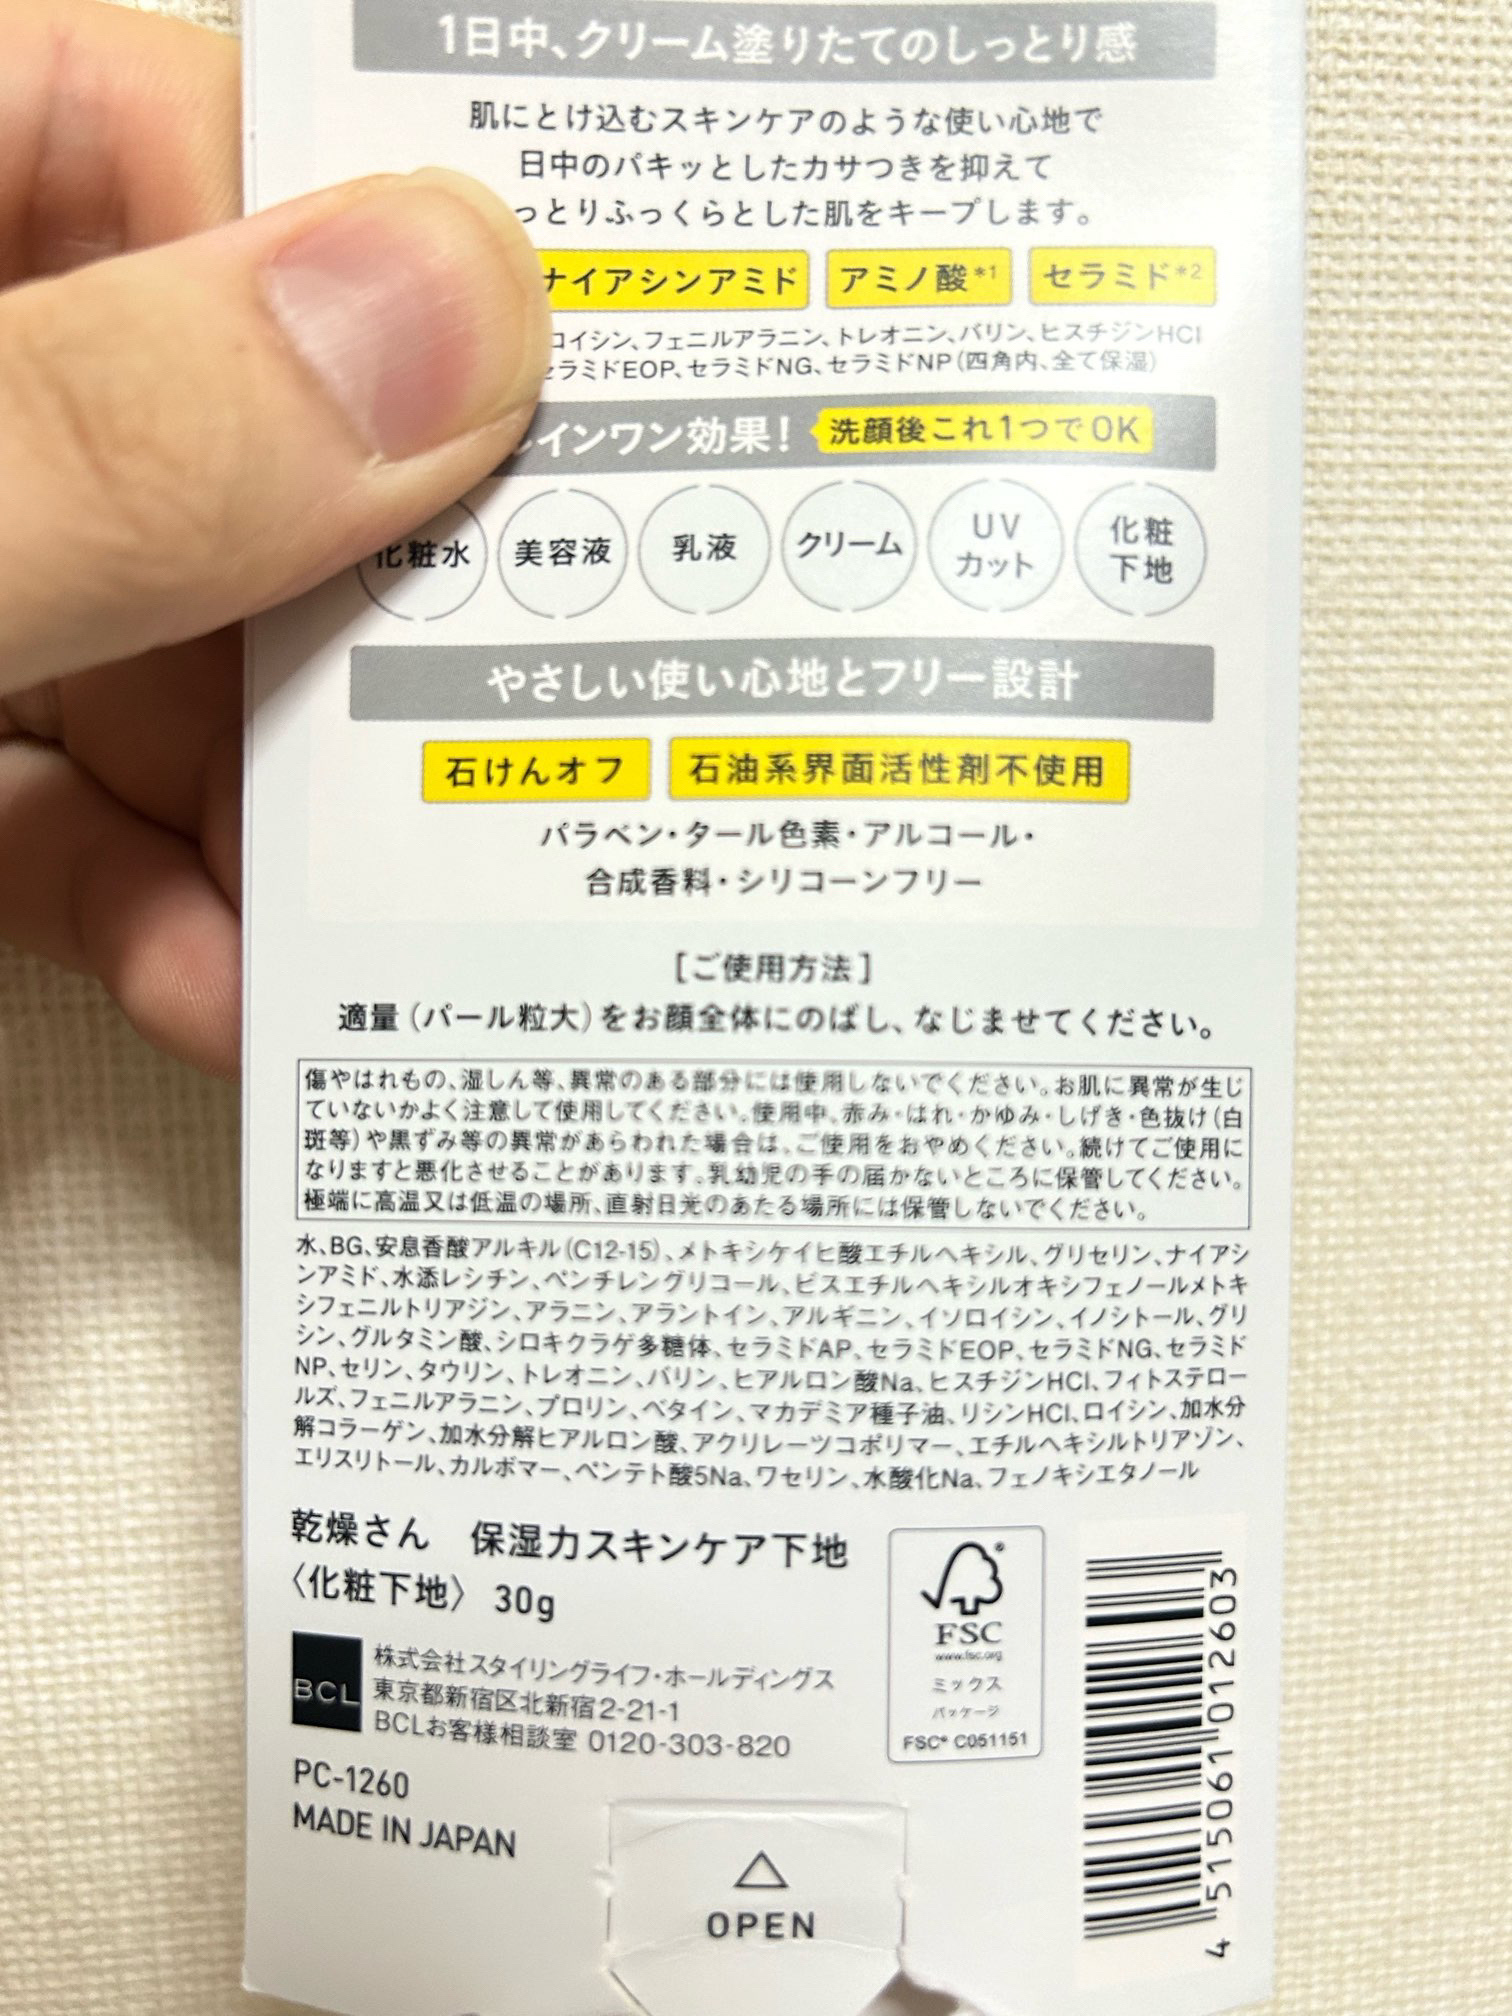 1日中、クリーム塗りたてのしっとり感
肌にとけ込むスキンケアのような使い心地で
日中のパキッとしたカサつきを抑えて
っとりふっくらとした肌をキープします。
ナイアシンアミド アミノ酸*1 セラミド*2
コイシン、フェニルアラニン、トレオニン、バリン、ヒスチジンHCl
セラミドEOP、セラミドNG、セラミドNP(四角内、全て保湿)
インワン効果! 洗顔後これ1つでOK
化粧水 美容液 乳液 クリーム UVカット 化粧下地
やさしい使い心地とフリー設計
石けんオフ 石油系界面活性剤不使用
パラベン・タール色素・アルコール・
合成香料・シリコーンフリー
[ご使用方法]
適量(パール粒大)をお顔全体にのばし、なじませてください。
傷やはれもの、湿しん等、異常のある部分には使用しないでください。お肌に異常が生じ
ていないかよく注意して使用してください。使用中、赤み・はれ・かゆみ・しげき・色抜け(白
斑等)や黒ずみ等の異常があらわれた場合は、ご使用をおやめください。続けてご使用に
なりますと悪化させることがあります。乳幼児の手の届かないところに保管してください。
極端に高温又は低温の場所、直射日光のあたる場所には保管しないでください。
水、BG、安息香酸アルキル(C12-15)、メトキシケイヒ酸エチルヘキシル、グリセリン、ナイアシ
ンアミド、水添レシチン、ペンチレングリコール、ビスエチルヘキシルオキシフェノールメトキ
シフェニルトリアジン、アラニン、アラントイン、アルギニン、イソロイシン、イノシトール、グリ
シン、グルタミン酸、シロキクラゲ多糖体、セラミドAP、セラミドEOP、セラミドNG、セラミド
NP、セリン、タウリン、トレオニン、バリン、ヒアルロン酸Na、ヒスチジンHCl、フィトステロー
ルズ、フェニルアラニン、プロリン、ベタイン、マカデミア種子油、リシンHCl、ロイシン、加水分
解コラーゲン、加水分解ヒアルロン酸、アクリレーツコポリマー、エチルヘキシルトリアゾン、
エリスリトール、カルボマー、ペンテト酸5Na、ワセリン、水酸化Na、フェノキシエタノール
乾燥さん 保湿力スキンケア下地
〈化粧下地〉 30g
BCL
株式会社スタイリングライフ・ホールディングス
東京都新宿区北新宿2-21-1
BCLお客様相談室 0120-303-820
PC-1260
MADE IN JAPAN
FSC
www.fsc.org
ミックス
パッケージ
FSC® C051151
4 515061 012603
OPEN